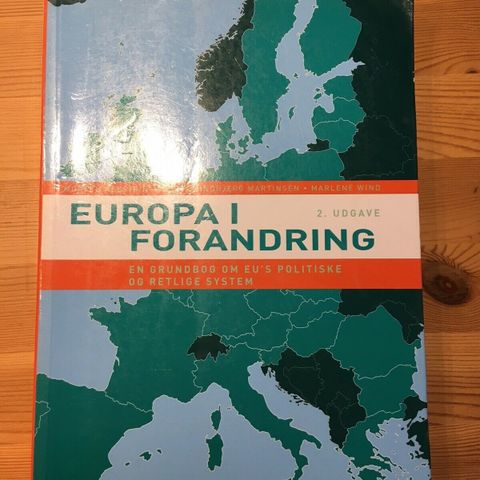 MARTINSEN • MARLENE WIND
EUROPA I
2. UDGAVE
FORANDRING
EN GRUNDBOG OM EU'S POLITISKE
OG RETLIGE SYSTEM